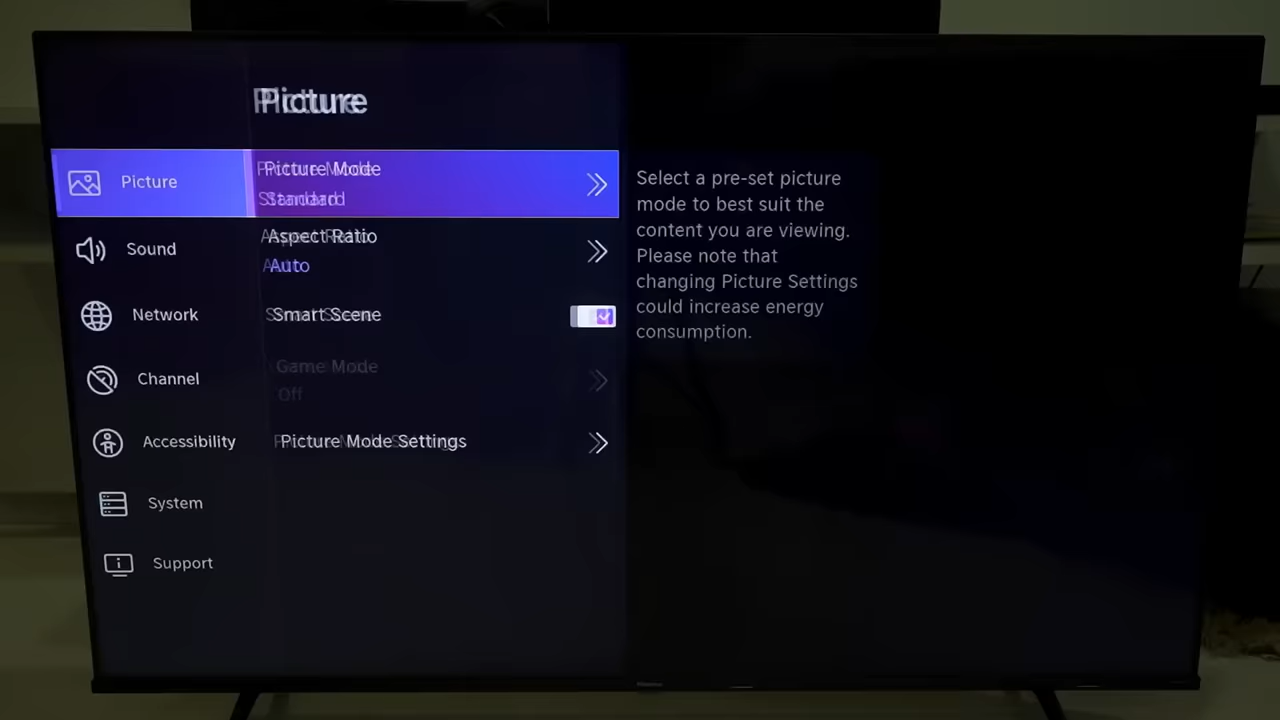 Picture
Picture
Picture Mode
Standard
Sound
Aspect Ratio
Auto
Network
Smart Scene
Channel
Game Mode
Off
Accessibility
Picture Mode Settings
System
Support
Select a pre-set picture
mode to best suit the
content you are viewing.
Please note that
changing Picture Settings
could increase energy
consumption.